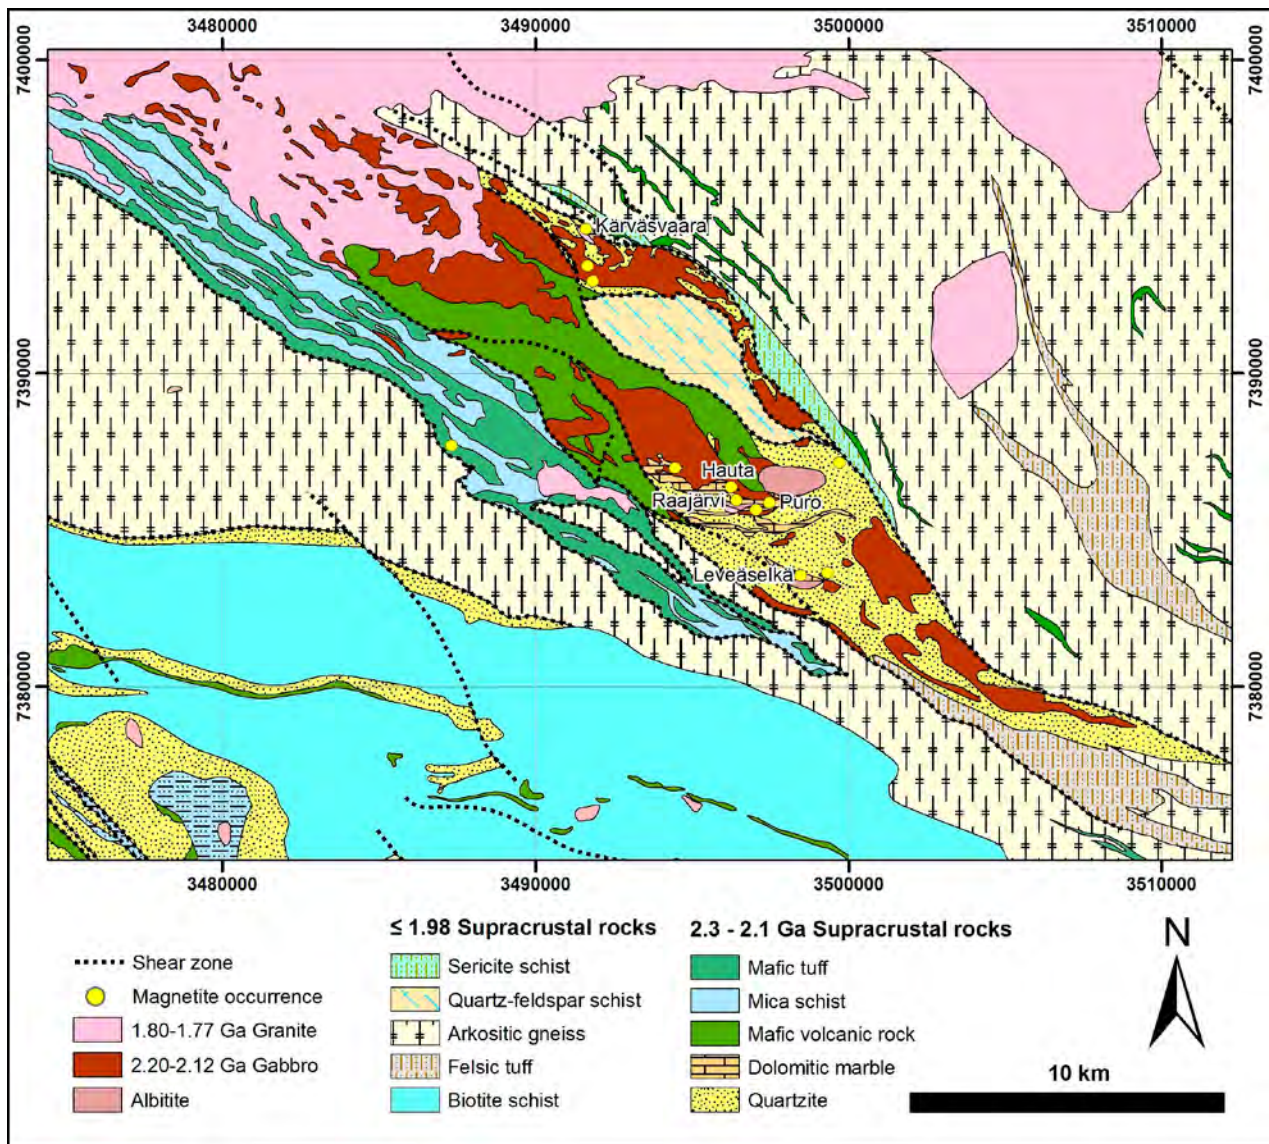 3480000 3490000 3500000 3510000
7400000 7400000
Kärväsvaara
7390000 7390000
Hauta
Raajärvi Puro
Leveäselkä
7380000 7380000
3480000 3490000 3500000 3510000
Shear zone
Magnetite occurrence
1.80-1.77 Ga Granite
2.20-2.12 Ga Gabbro
Albitite
≤ 1.98 Supracrustal rocks
Sericite schist
Quartz-feldspar schist
Arkositic gneiss
Felsic tuff
Biotite schist
2.3 - 2.1 Ga Supracrustal rocks
Mafic tuff
Mica schist
Mafic volcanic rock
Dolomitic marble
Quartzite
N
10 km